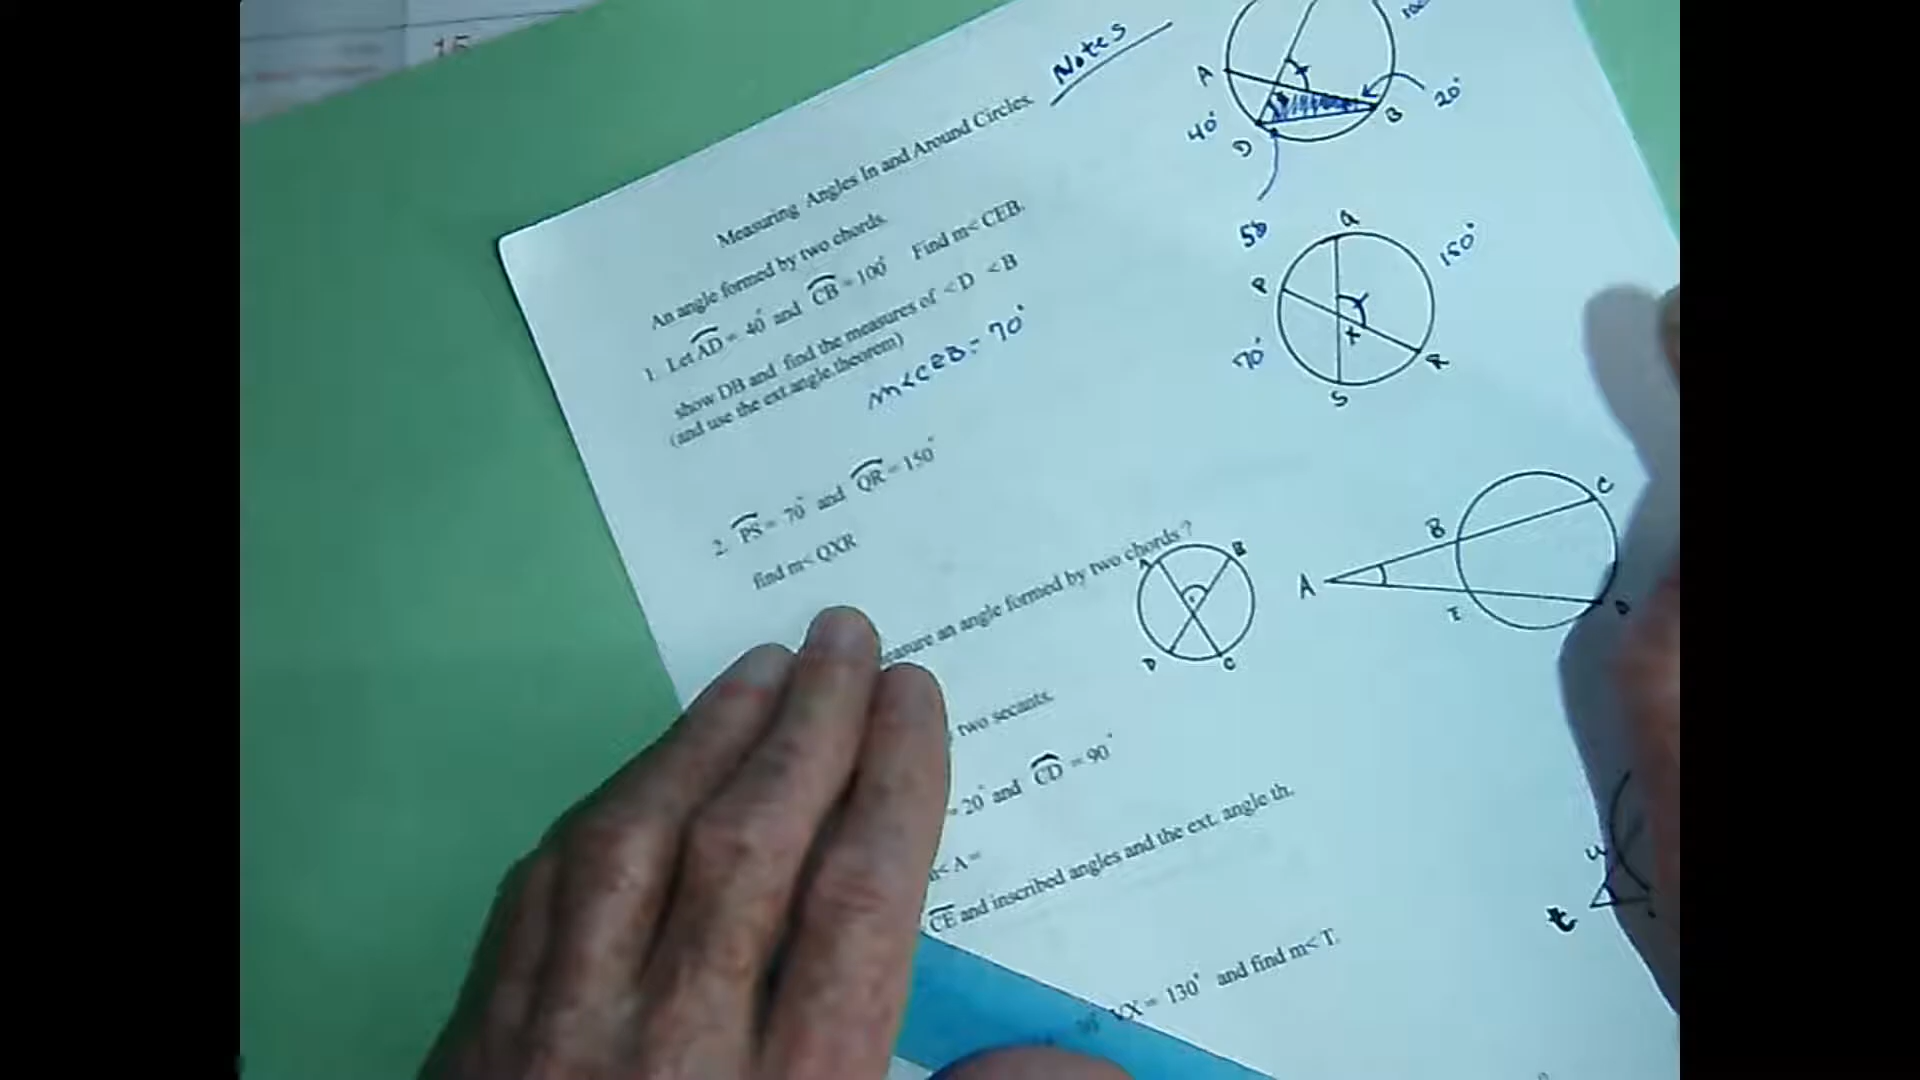 15
Notes
Measuring Angles In and Around Circles.
An angle formed by two chords.
1. Let AD = 40° and CB = 100° Find m< CEB.
show DB and find the measures of < D < B
(and use the ext.angle.theorem)
m<CEB= 70°
2. PS = 70° and QR = 150°
find m< QXR
easure an angle formed by two chords ?
two secants.
= 20° and CD = 90°
< A =
CE and inscribed angles and the ext. angle th.
VX = 130° and find m< T.
A
40°
D
B
20°
50
Q
150°
P
70°
X
S
R
A
B
D
C
A
B
C
E
D
u
t